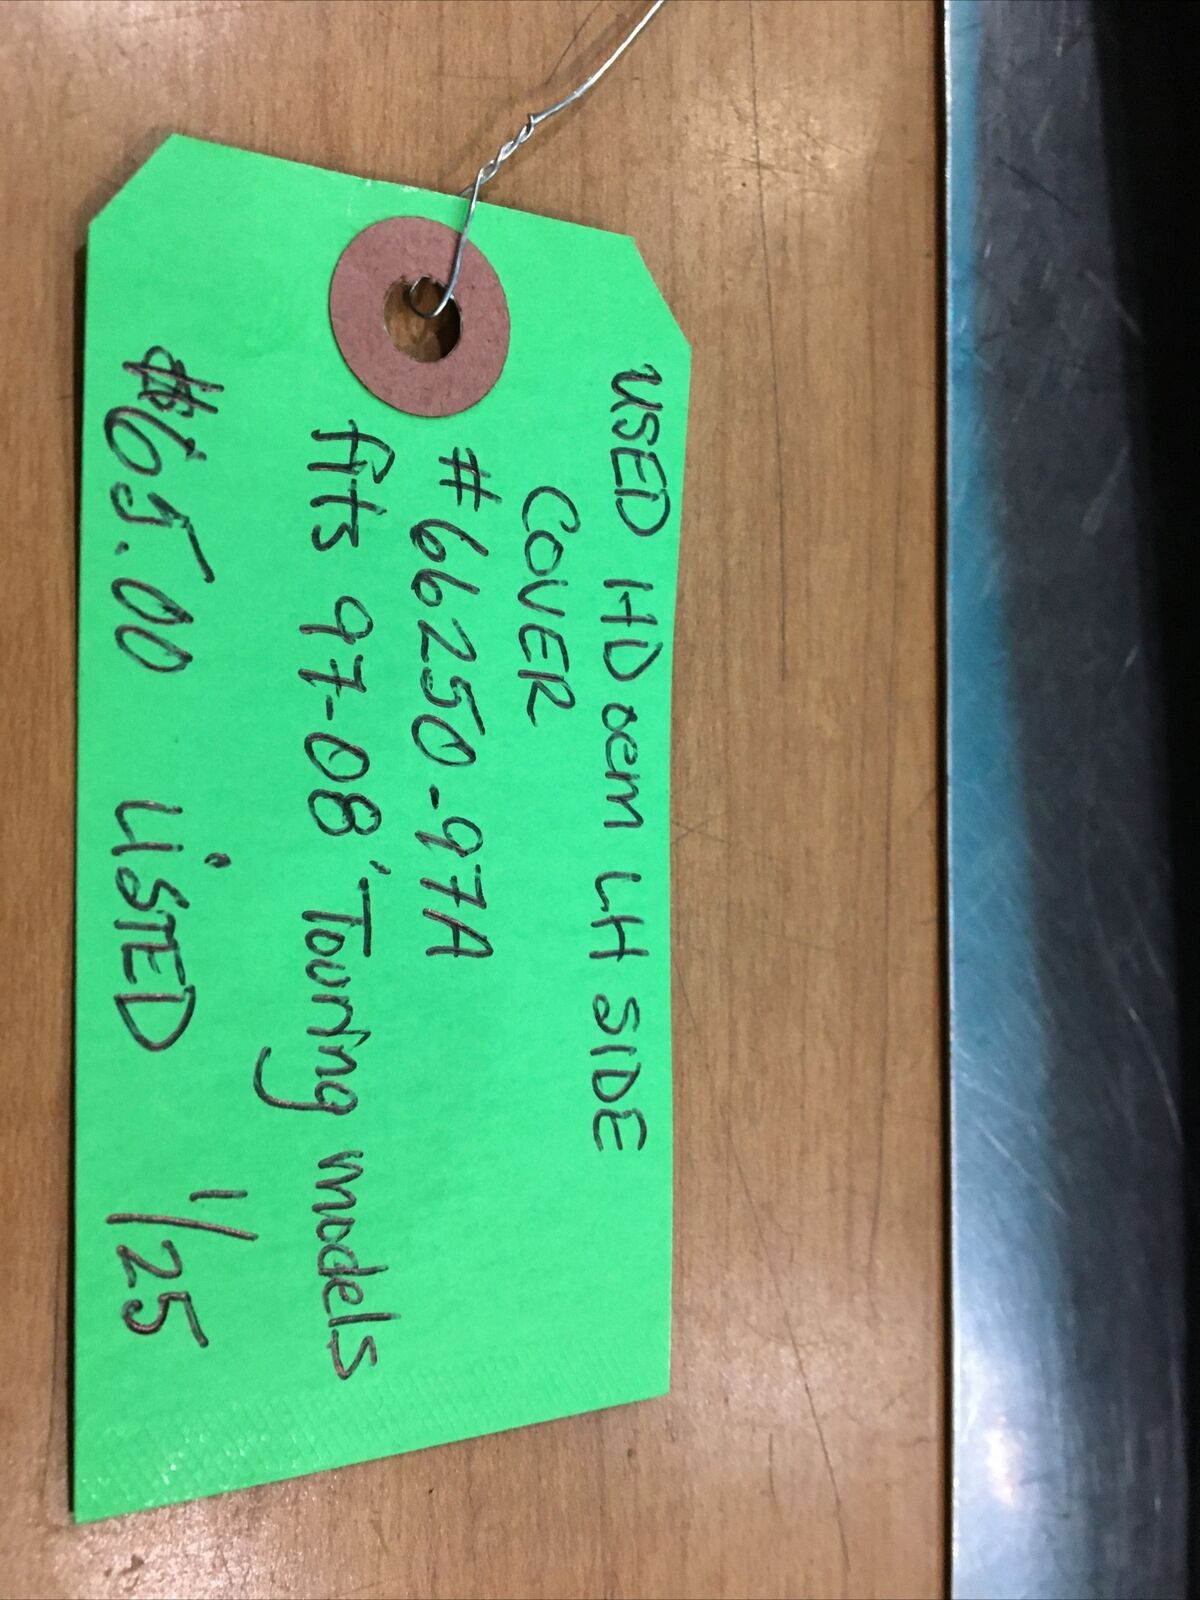 USED HD oem LH SIDE
COVER
#66250-97A
fits 97-08' Touring models
$65.00 LiSTED 1/25